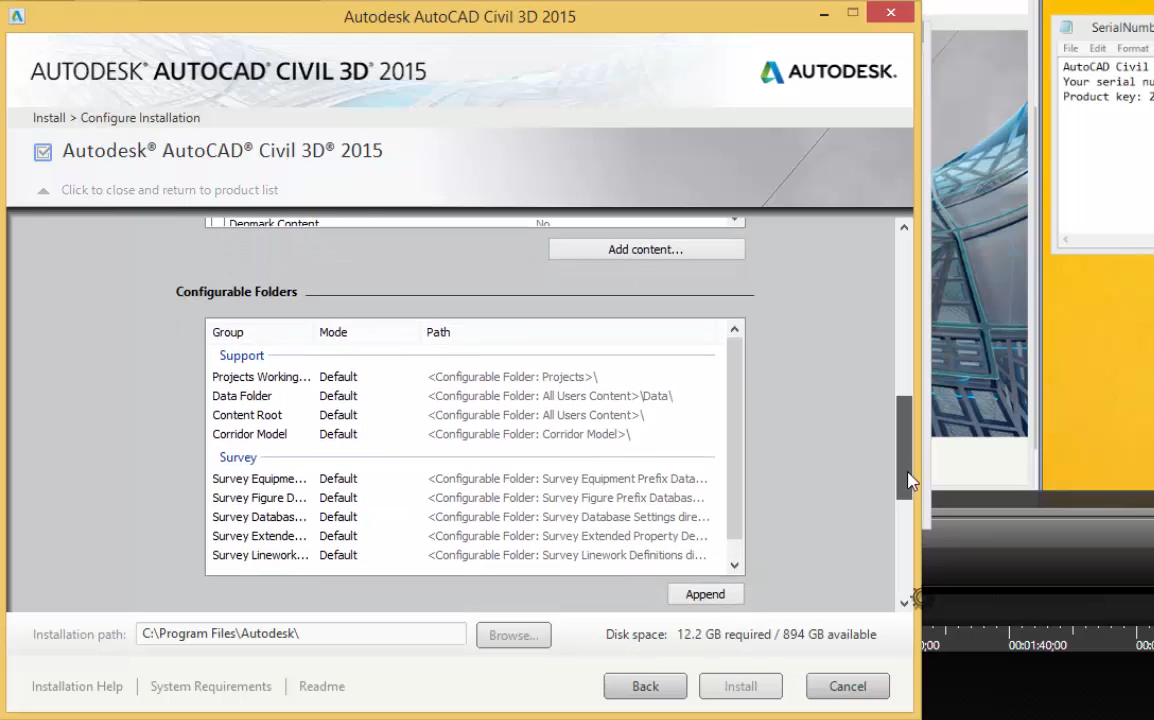 Autodesk AutoCAD Civil 3D 2015
AUTODESK® AUTOCAD® CIVIL 3D® 2015
AUTODESK.
Install > Configure Installation
Autodesk® AutoCAD® Civil 3D® 2015
Click to close and return to product list
Denmark Content No
Add content...
Configurable Folders
Group Mode Path
Support
Projects Working... Default <Configurable Folder: Projects>\
Data Folder Default <Configurable Folder: All Users Content>\Data\
Content Root Default <Configurable Folder: All Users Content>\
Corridor Model Default <Configurable Folder: Corridor Model>\
Survey
Survey Equipme... Default <Configurable Folder: Survey Equipment Prefix Data...
Survey Figure D... Default <Configurable Folder: Survey Figure Prefix Databas...
Survey Databas... Default <Configurable Folder: Survey Database Settings dire...
Survey Extende... Default <Configurable Folder: Survey Extended Property De...
Survey Linework... Default <Configurable Folder: Survey Linework Definitions di...
Append
Installation path: C:\Program Files\Autodesk\ Browse... Disk space: 12.2 GB required / 894 GB available
Installation Help System Requirements Readme Back Install Cancel
SerialNumb
File Edit Format
AutoCAD Civil
Your serial nu
Product key: 2
00;00
00:01:40;00
00:0